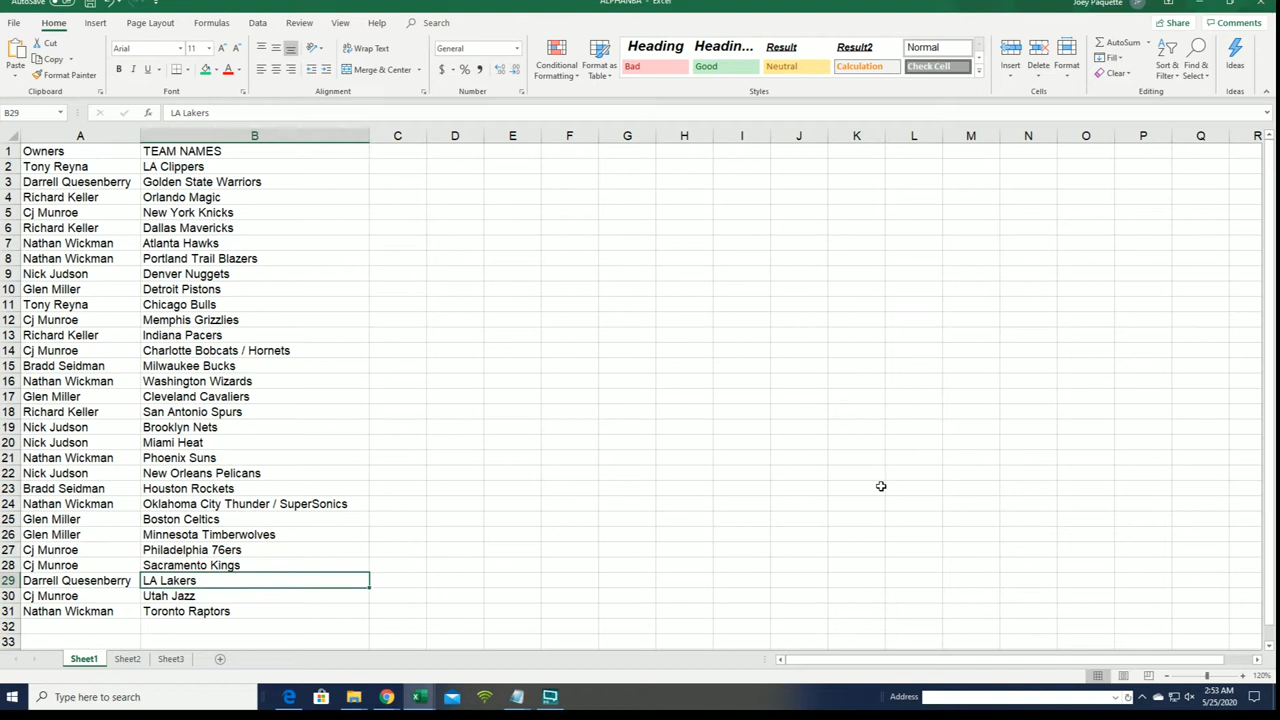 AutoSave Off ALPHANBA - Excel Joey Paquette JP
File Home Insert Page Layout Formulas Data Review View Help Search Share Comments
Paste Cut Copy Format Painter Clipboard
Arial 11 A A B I U A Font
Wrap Text Merge & Center Alignment
General $ % , Number
Conditional Formatting Format as Table
Heading Headin... Result Result2 Normal
Bad Good Neutral Calculation Check Cell
Styles
Insert Delete Format Cells
AutoSum Fill Clear Sort & Filter Find & Select Editing
Ideas Ideas
B29 fx LA Lakers
A B C D E F G H I J K L M N O P Q R
1 Owners TEAM NAMES
2 Tony Reyna LA Clippers
3 Darrell Quesenberry Golden State Warriors
4 Richard Keller Orlando Magic
5 Cj Munroe New York Knicks
6 Richard Keller Dallas Mavericks
7 Nathan Wickman Atlanta Hawks
8 Nathan Wickman Portland Trail Blazers
9 Nick Judson Denver Nuggets
10 Glen Miller Detroit Pistons
11 Tony Reyna Chicago Bulls
12 Cj Munroe Memphis Grizzlies
13 Richard Keller Indiana Pacers
14 Cj Munroe Charlotte Bobcats / Hornets
15 Bradd Seidman Milwaukee Bucks
16 Nathan Wickman Washington Wizards
17 Glen Miller Cleveland Cavaliers
18 Richard Keller San Antonio Spurs
19 Nick Judson Brooklyn Nets
20 Nick Judson Miami Heat
21 Nathan Wickman Phoenix Suns
22 Nick Judson New Orleans Pelicans
23 Bradd Seidman Houston Rockets
24 Nathan Wickman Oklahoma City Thunder / SuperSonics
25 Glen Miller Boston Celtics
26 Glen Miller Minnesota Timberwolves
27 Cj Munroe Philadelphia 76ers
28 Cj Munroe Sacramento Kings
29 Darrell Quesenberry LA Lakers
30 Cj Munroe Utah Jazz
31 Nathan Wickman Toronto Raptors
32
33
Sheet1 Sheet2 Sheet3
120%
Type here to search Address 2:53 AM
5/25/2020